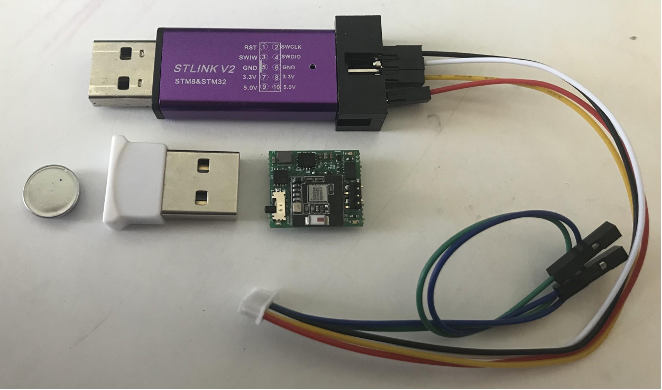 RST 1 2 SWCLK
SWIW 3 4 SWDIO
GND 5 6 GND
3.3V 7 8 3.3V
5.0V 9 10 5.0V
STLINK V2
STM8&STM32